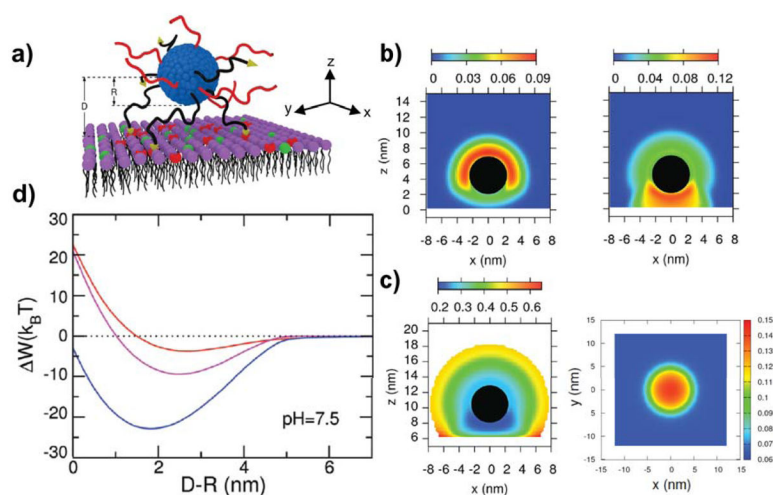 a)
D
R
z
y
x
b)
0 0.03 0.06 0.09
0 0.04 0.08 0.12
z (nm)
14
12
10
8
6
4
2
0
-8 -6 -4 -2 0 2 4 6 8
x (nm)
-8 -6 -4 -2 0 2 4 6 8
x (nm)
d)
ΔW(k_BT)
30
20
10
0
-10
-20
-30
0 2 4 6
D-R (nm)
pH=7.5
c)
0.2 0.3 0.4 0.5 0.6
z (nm)
20
18
16
14
12
10
8
6
-8 -6 -4 -2 0 2 4 6 8
x (nm)
y (nm)
15
10
5
0
-5
-10
-15
-15 -10 -5 0 5 10 15
x (nm)
0.15
0.14
0.13
0.12
0.11
0.1
0.09
0.08
0.07
0.06